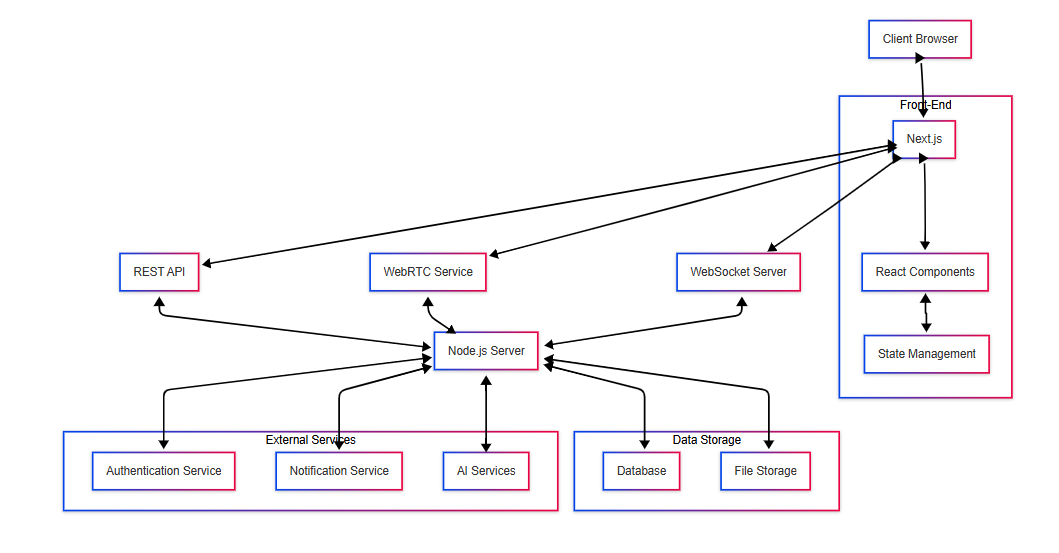 Client Browser
Front-End
Next.js
REST API
WebRTC Service
WebSocket Server
React Components
Node.js Server
State Management
External Services
Data Storage
Authentication Service
Notification Service
AI Services
Database
File Storage